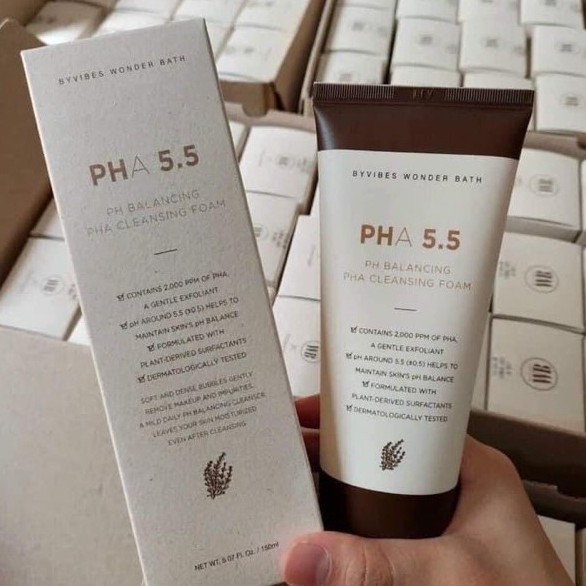 BYVIBES WONDER BATH
PHA 5.5
PH BALANCING
PHA CLEANSING FOAM
CONTAINS 2,000 PPM OF PHA,
A GENTLE EXFOLIANT
pH AROUND 5.5 (±0.5) HELPS TO
MAINTAIN SKIN'S pH BALANCE
FORMULATED WITH
PLANT-DERIVED SURFACTANTS
DERMATOLOGICALLY TESTED
SOFT AND DENSE BUBBLES GENTLY
REMOVE MAKEUP AND IMPURITIES,
A MILD DAILY PH BALANCING CLEANSER
LEAVES YOUR SKIN MOISTURIZED
EVEN AFTER CLEANSING
NET WT. 5.07 Fl. Oz. / 150ml
BYVIBES WONDER BATH
PHA 5.5
PH BALANCING
PHA CLEANSING FOAM
CONTAINS 2,000 PPM OF PHA,
A GENTLE EXFOLIANT
pH AROUND 5.5 (±0.5) HELPS TO
MAINTAIN SKIN'S pH BALANCE
FORMULATED WITH
PLANT-DERIVED SURFACTANTS
DERMATOLOGICALLY TESTED